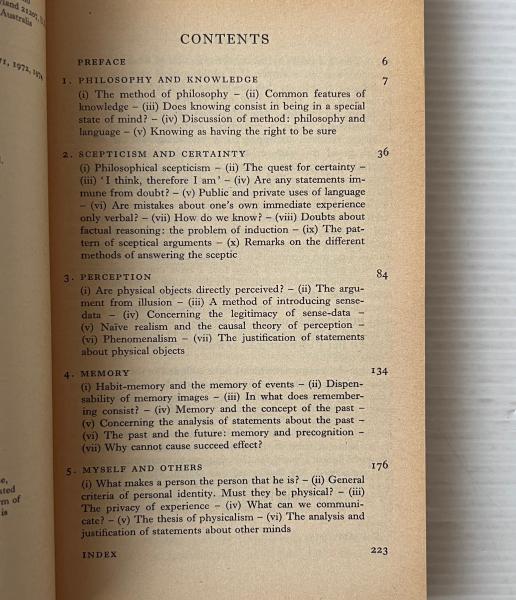 land 21207, U.
Australia
71, 1972, 1974
CONTENTS
PREFACE 6
1. PHILOSOPHY AND KNOWLEDGE 7
(i) The method of philosophy – (ii) Common features of
knowledge – (iii) Does knowing consist in being in a special
state of mind? – (iv) Discussion of method: philosophy and
language – (v) Knowing as having the right to be sure
2. SCEPTICISM AND CERTAINTY 36
(i) Philosophical scepticism – (ii) The quest for certainty –
(iii) 'I think, therefore I am' – (iv) Are any statements im-
mune from doubt? – (v) Public and private uses of language
– (vi) Are mistakes about one's own immediate experience
only verbal? – (vii) How do we know? – (viii) Doubts about
factual reasoning: the problem of induction – (ix) The pat-
tern of sceptical arguments – (x) Remarks on the different
methods of answering the sceptic
3. PERCEPTION 84
(i) Are physical objects directly perceived? – (ii) The argu-
ment from illusion – (iii) A method of introducing sense-
data – (iv) Concerning the legitimacy of sense-data –
(v) Naïve realism and the causal theory of perception –
(vi) Phenomenalism – (vii) The justification of statements
about physical objects
4. MEMORY 134
(i) Habit-memory and the memory of events – (ii) Dispen-
sability of memory images – (iii) In what does remember-
ing consist? – (iv) Memory and the concept of the past –
(v) Concerning the analysis of statements about the past –
(vi) The past and the future: memory and precognition –
(vii) Why cannot cause succeed effect?
5. MYSELF AND OTHERS 176
(i) What makes a person the person that he is? – (ii) General
criteria of personal identity. Must they be physical? – (iii)
The privacy of experience – (iv) What can we communi-
cate? – (v) The thesis of physicalism – (vi) The analysis and
justification of statements about other minds
INDEX 223
e,
ated
rm of
is